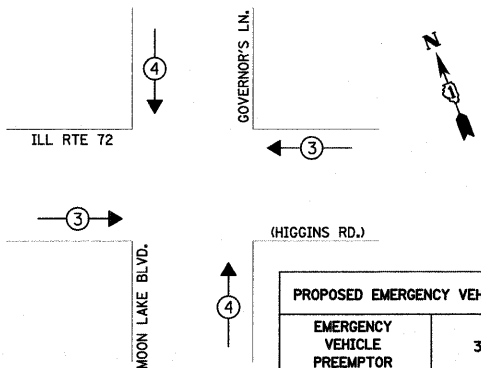 GOVERNOR'S LN.
N
4
1
ILL RTE 72
3
3
(HIGGINS RD.)
MOON LAKE BLVD.
4
PROPOSED EMERGENCY VEH
EMERGENCY
VEHICLE
PREEMPTOR
3